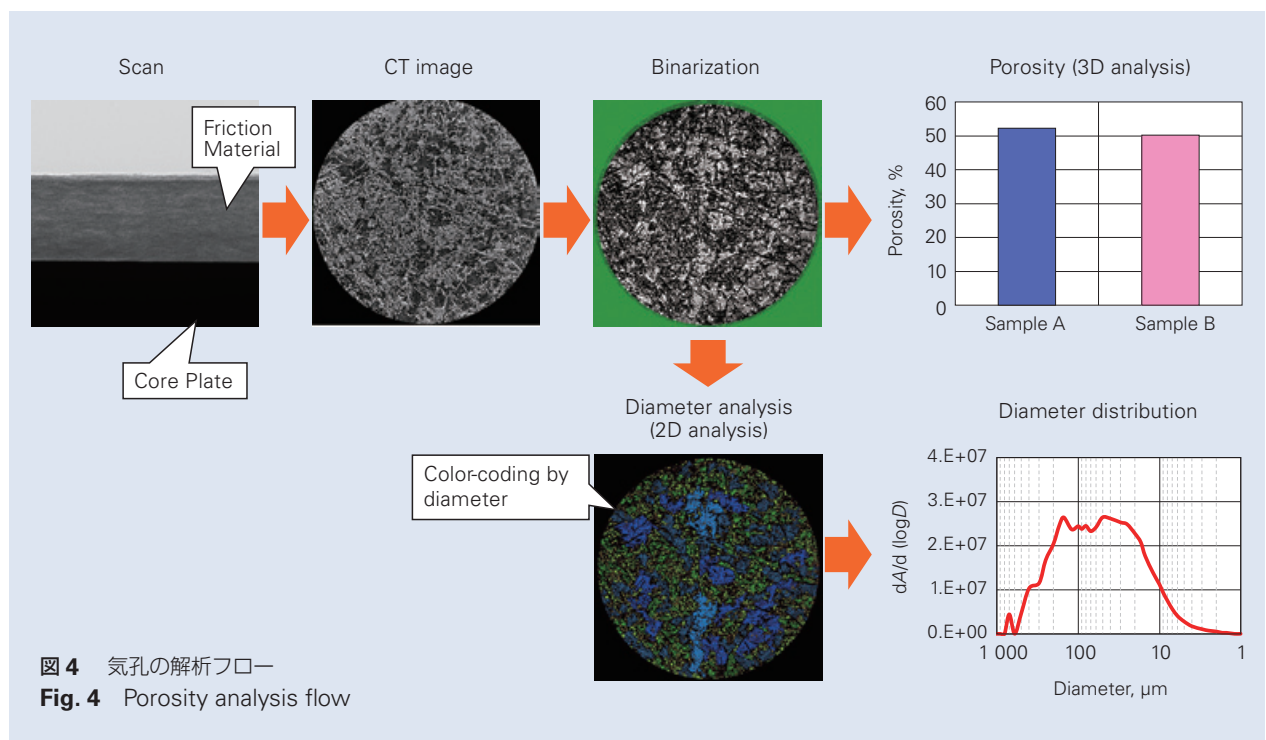 Scan
CT image
Binarization
Porosity (3D analysis)
Friction
Material
Core Plate
Porosity, %
60
50
40
30
20
10
0
Sample A
Sample B
Diameter analysis
(2D analysis)
Color-coding by
diameter
Diameter distribution
dA/d (logD)
4.E+07
3.E+07
2.E+07
1.E+07
0.E+00
1 000
100
10
1
Diameter, μm
図 4 気孔の解析フロー
Fig. 4 Porosity analysis flow